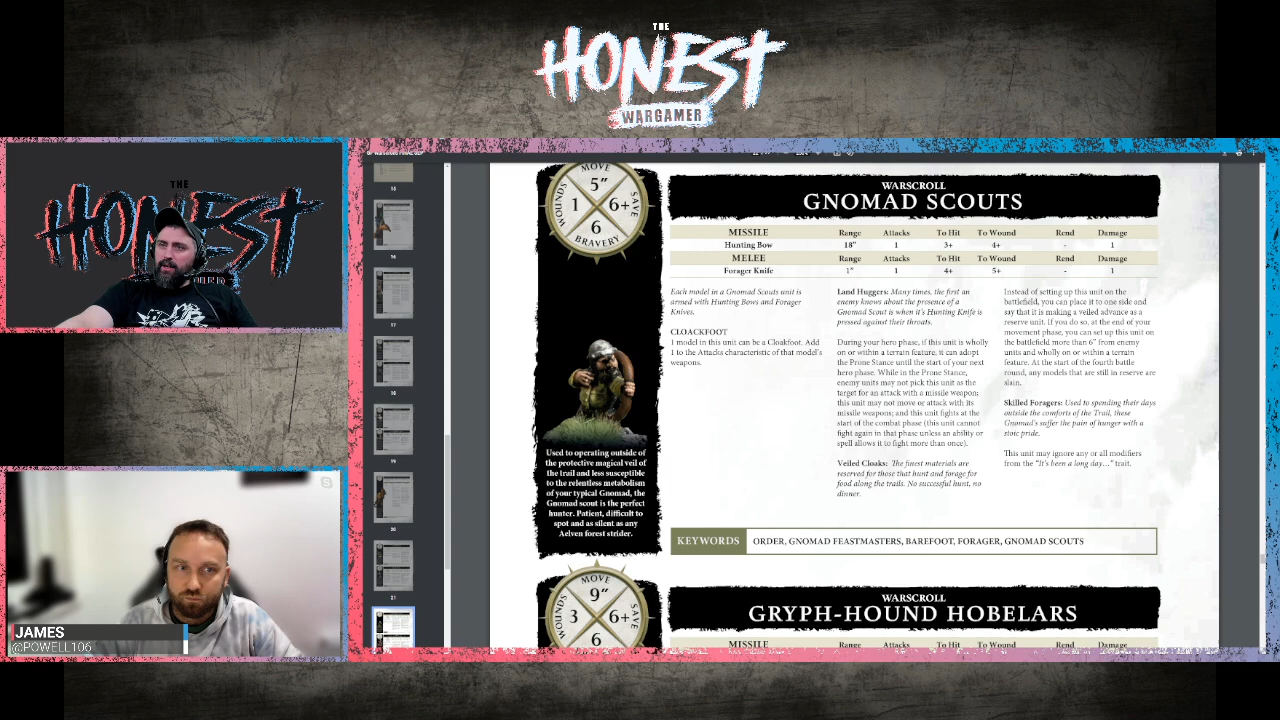 THE
HONEST
WARGAMER
THE
HONEST
JAMES
@POWELL106
16
17
18
19
20
21
MOVE
5"
WOUNDS
1
6+
SAVE
6
BRAVERY
WARSCROLL
GNOMAD SCOUTS
MISSILE Range Attacks To Hit To Wound Rend Damage
Hunting Bow 18" 1 3+ 4+ - 1
MELEE Range Attacks To Hit To Wound Rend Damage
Forager Knife 1" 1 4+ 5+ - 1
Each model in a Gnomad Scouts unit is
armed with Hunting Bows and Forager
Knives.
CLOACKFOOT
1 model in this unit can be a Cloakfoot. Add
1 to the Attacks characteristic of that model's
weapons.
Land Huggers: Many times, the first an
enemy knows about the presence of a
Gnomad Scout is when it's Hunting Knife is
pressed against their throats.
During your hero phase, if this unit is wholly
on or within a terrain feature, it can adopt
the Prone Stance until the start of your next
hero phase. While in the Prone Stance,
enemy units may not pick this unit as the
target for an attack with a missile weapon;
this unit may not move or attack with its
missile weapons; and this unit fights at the
start of the combat phase (this unit cannot
fight again in that phase unless an ability or
spell allows it to fight more than once).
Veiled Cloaks: The finest materials are
reserved for those that hunt and forage for
food along the trails. No successful hunt, no
dinner.
Instead of setting up this unit on the
battlefield, you can place it to one side and
say that it is making a veiled advance as a
reserve unit. If you do so, at the end of your
movement phase, you can set up this unit on
the battlefield more than 6" from enemy
units and wholly on or within a terrain
feature. At the start of the fourth battle
round, any models that are still in reserve are
slain.
Skilled Foragers: Used to spending their days
outside the comforts of the Trail, these
Gnomad's suffer the pain of hunger with a
stoic pride.
This unit may ignore any or all modifiers
from the "It's been a long day…" trait.
Used to operating outside of
the protective magical veil of
the trail and less susceptible
to the relentless metabolism
of your typical Gnomad, the
Gnomad scout is the perfect
hunter. Patient, difficult to
spot and as silent as any
Aelven forest strider.
KEYWORDS ORDER, GNOMAD FEASTMASTERS, BAREFOOT, FORAGER, GNOMAD SCOUTS
MOVE
9"
WOUNDS
3
6+
SAVE
6
WARSCROLL
GRYPH-HOUND HOBELARS
MISSILE Range Attacks To Hit To Wound Rend Damage